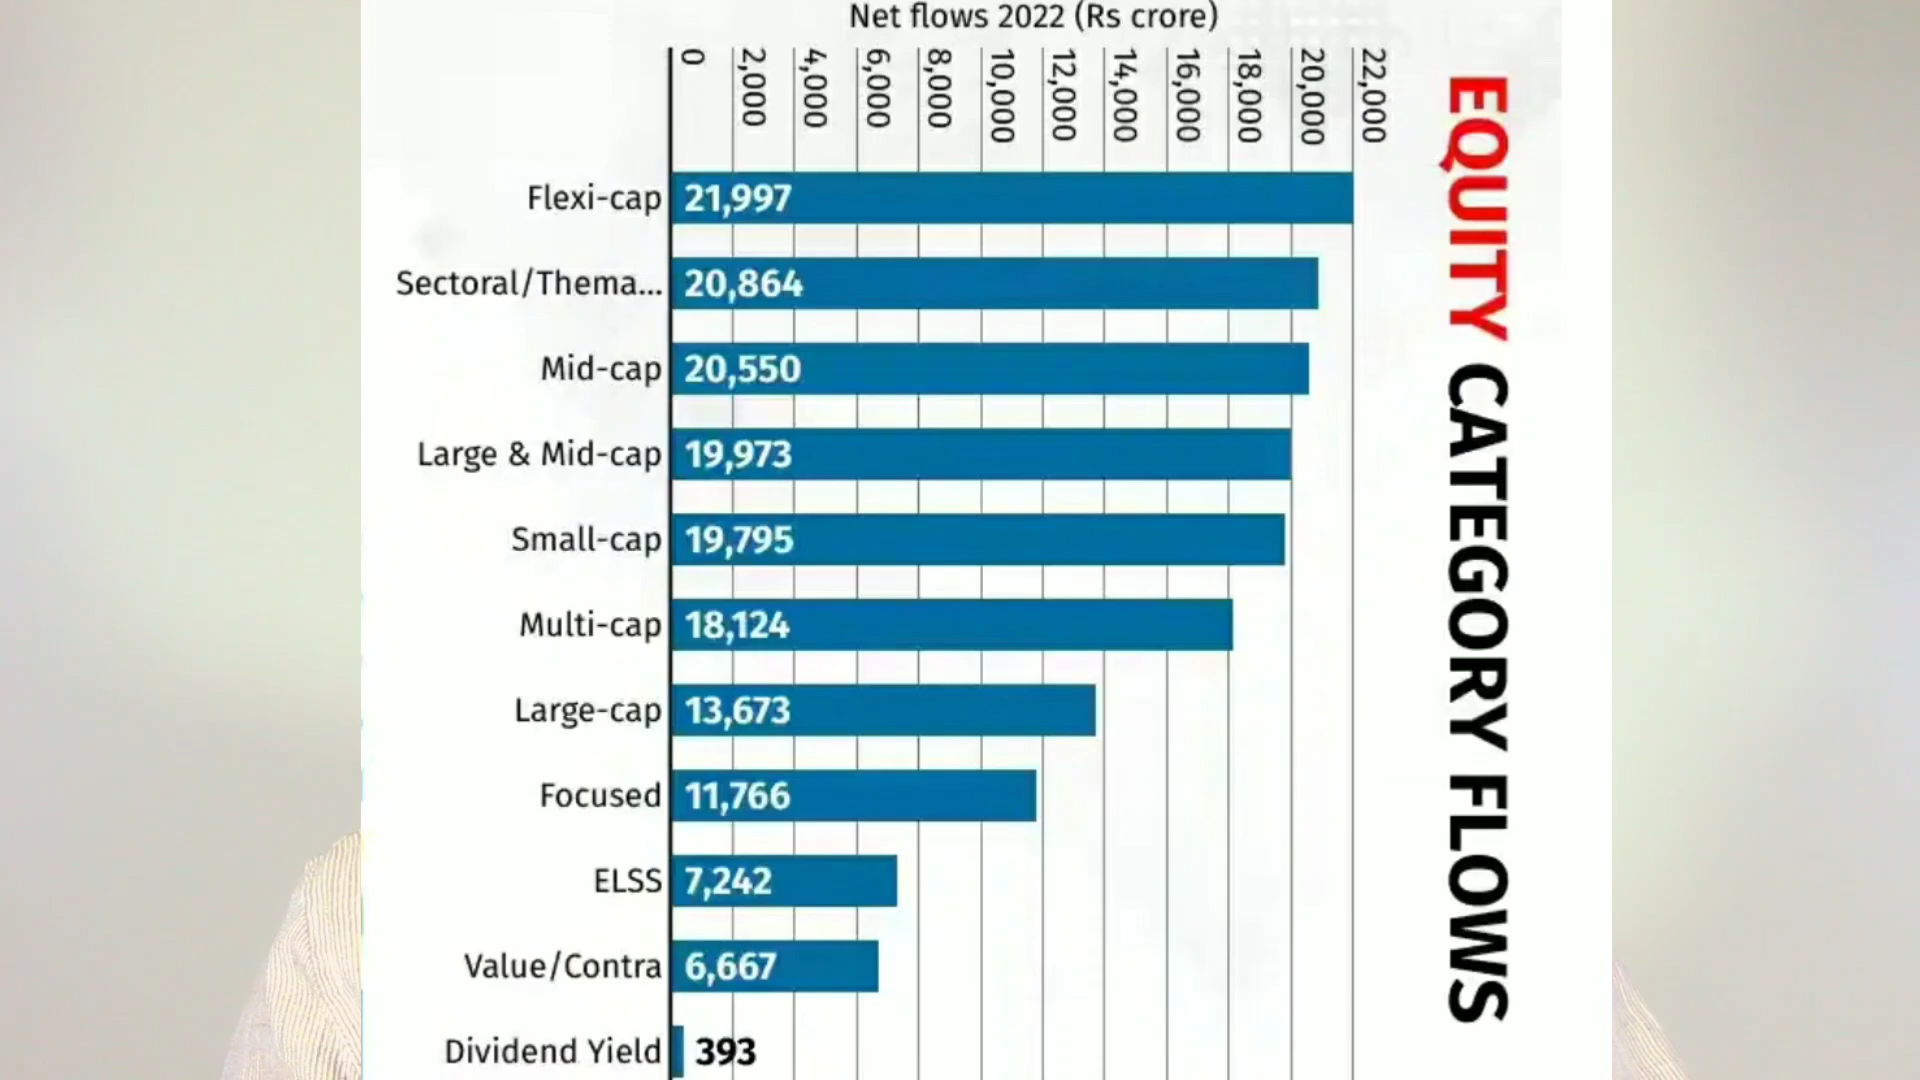 Net flows 2022 (Rs crore)
0
2,000
4,000
6,000
8,000
10,000
12,000
14,000
16,000
18,000
20,000
22,000
EQUITY CATEGORY FLOWS
Flexi-cap 21,997
Sectoral/Thema... 20,864
Mid-cap 20,550
Large & Mid-cap 19,973
Small-cap 19,795
Multi-cap 18,124
Large-cap 13,673
Focused 11,766
ELSS 7,242
Value/Contra 6,667
Dividend Yield 393